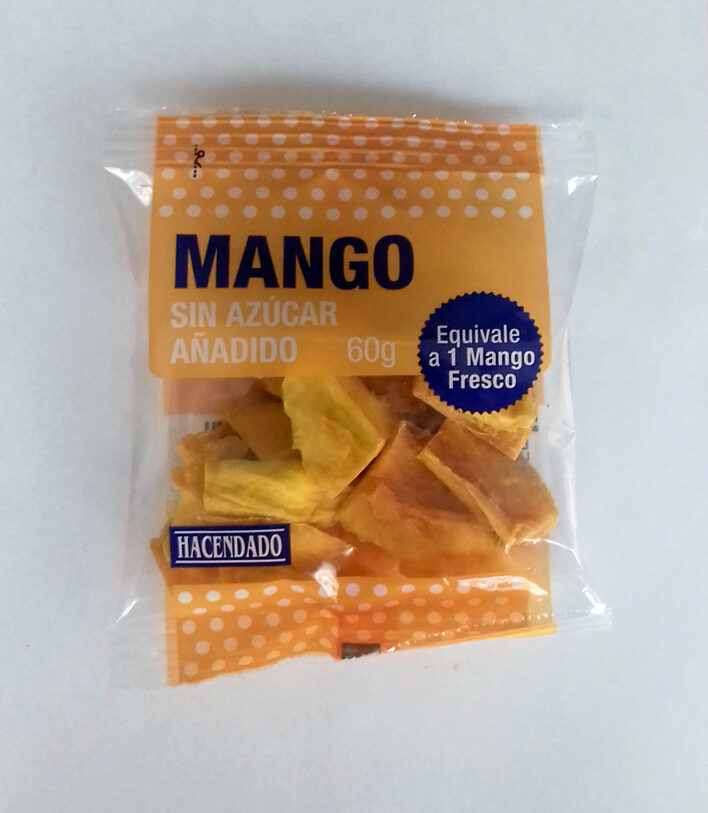 MANGO
SIN AZÚCAR
AÑADIDO 60g
Equivale
a 1 Mango
Fresco
HACENDADO